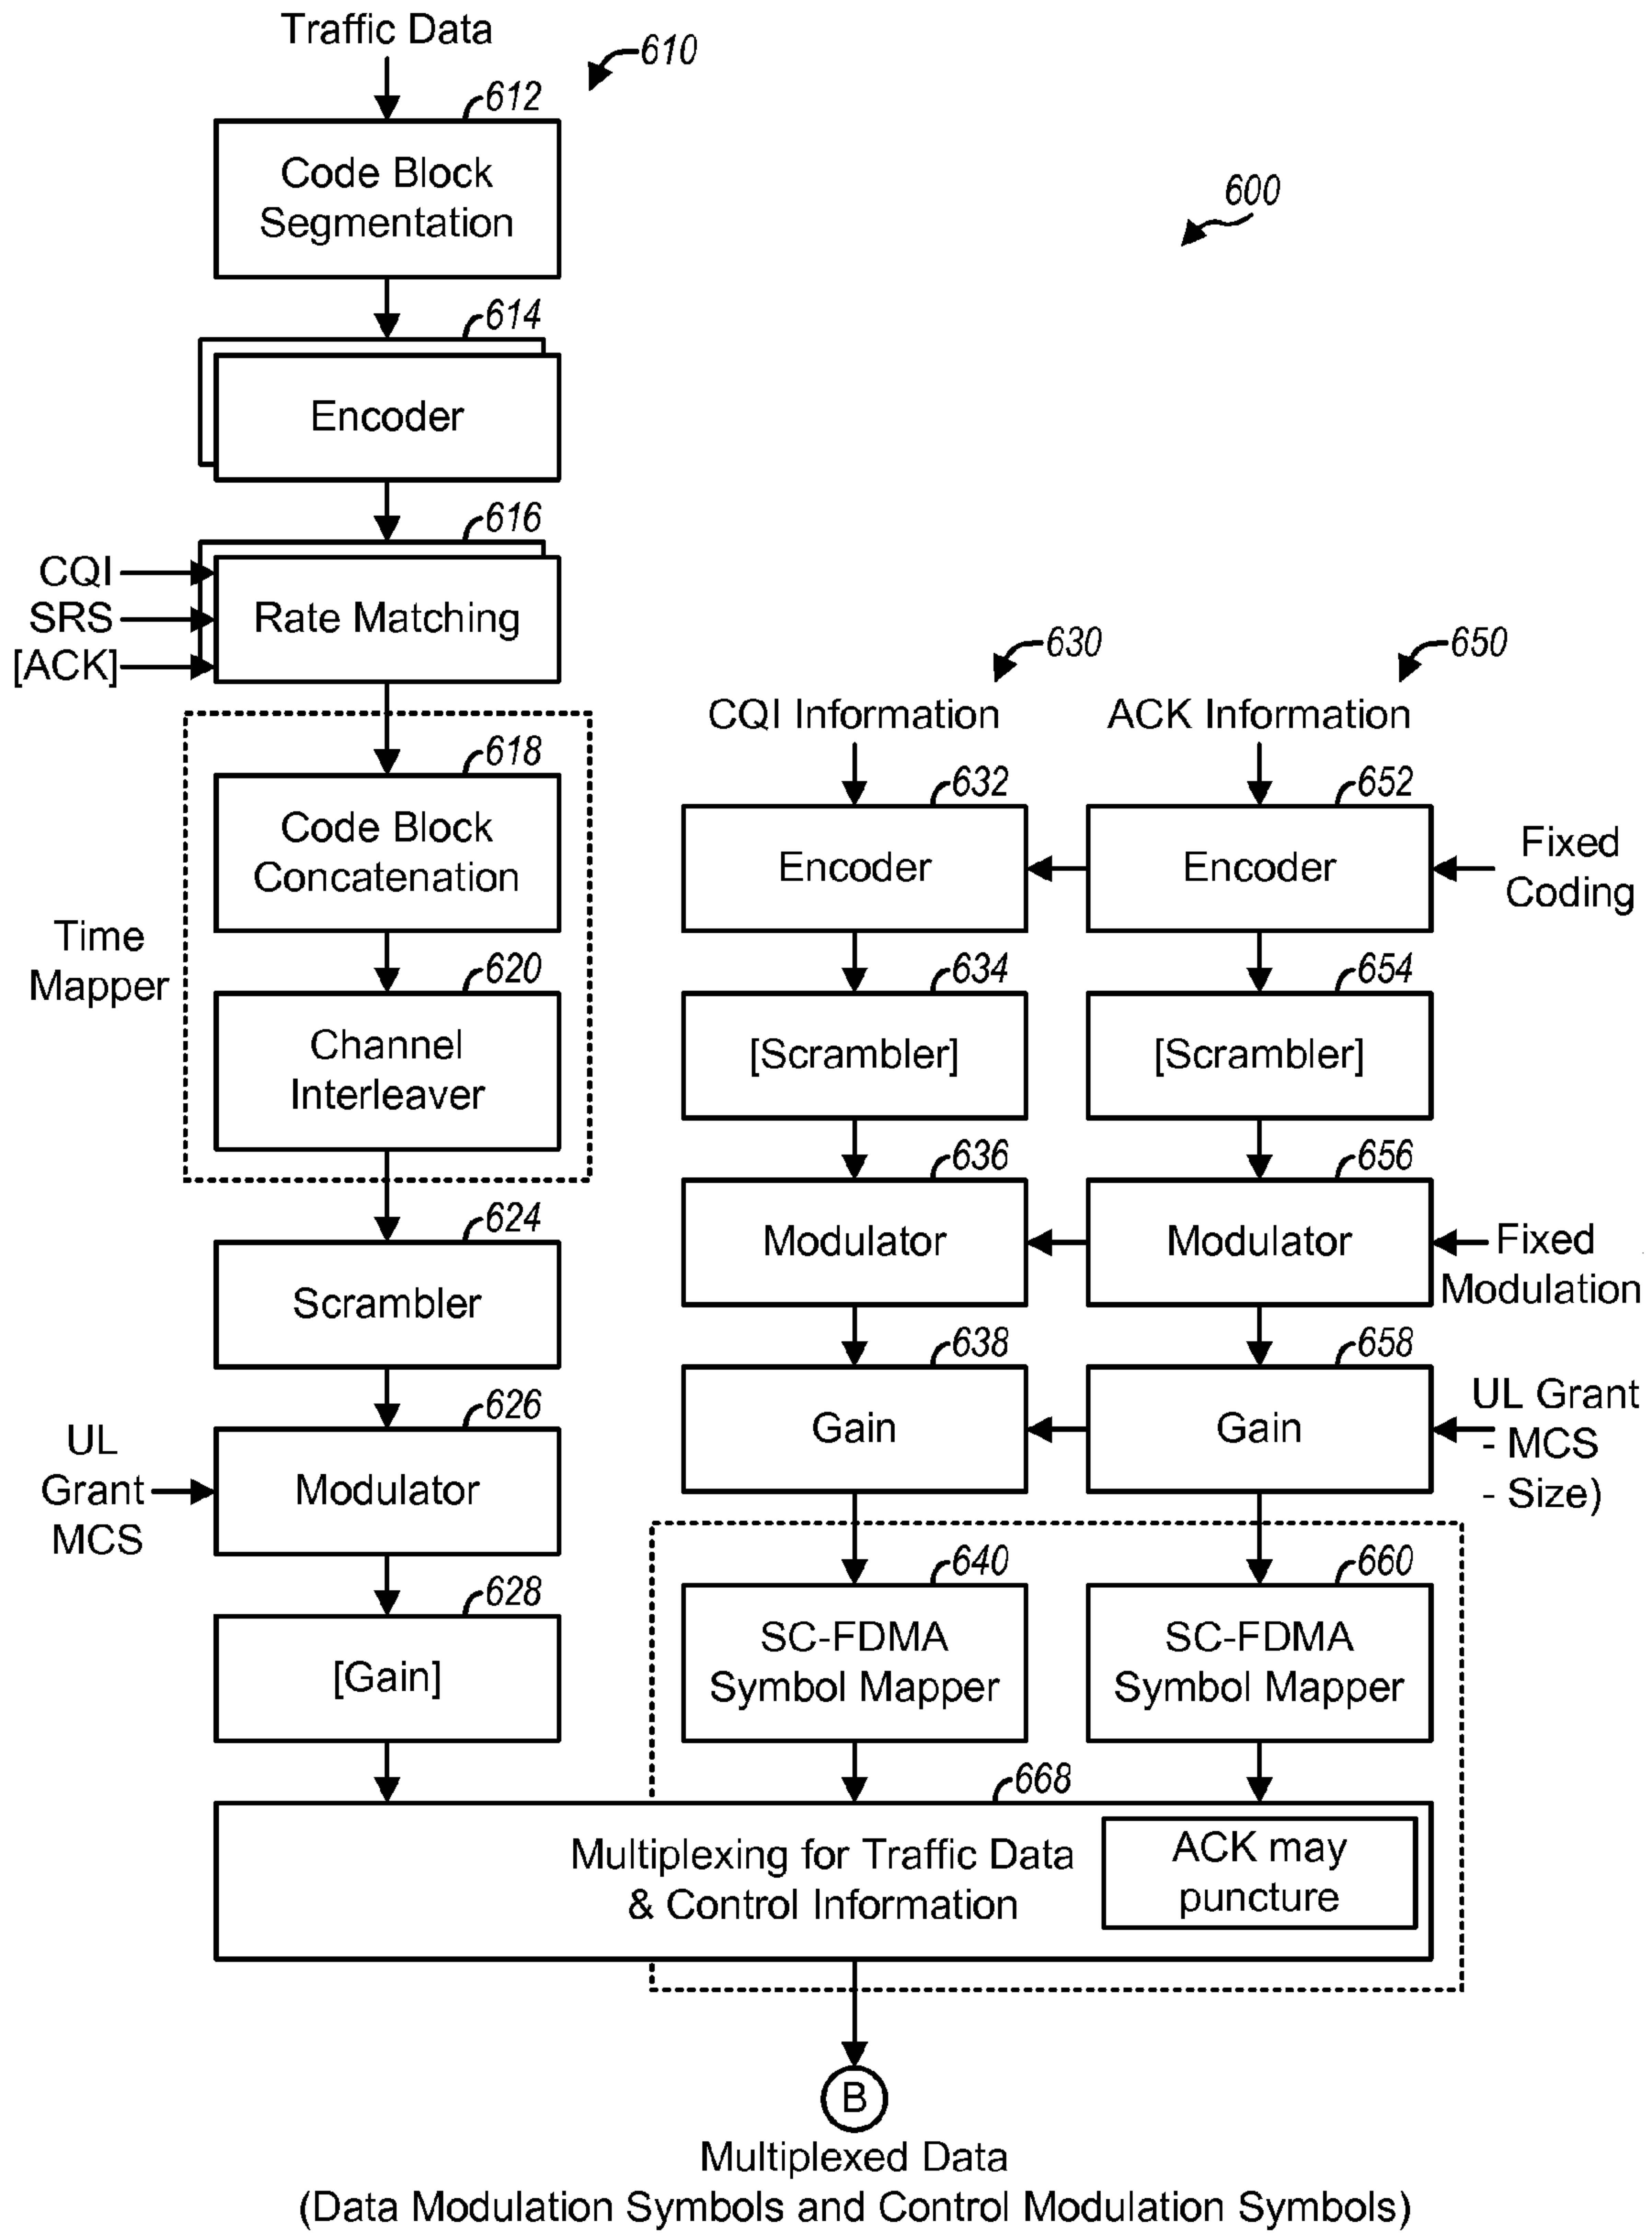 Traffic Data
610
612
Code Block
Segmentation
600
614
Encoder
616
CQI
SRS
[ACK]
Rate Matching
630
650
CQI Information
ACK Information
618
Code Block
Concatenation
Time
Mapper
620
Channel
Interleaver
632
Encoder
652
Encoder
Fixed
Coding
634
[Scrambler]
654
[Scrambler]
636
Modulator
656
Modulator
Fixed
Modulation
624
Scrambler
638
Gain
658
Gain
UL Grant
- MCS
- Size)
626
UL
Grant
MCS
Modulator
628
[Gain]
640
SC-FDMA
Symbol Mapper
660
SC-FDMA
Symbol Mapper
668
Multiplexing for Traffic Data
& Control Information
ACK may
puncture
B
Multiplexed Data
(Data Modulation Symbols and Control Modulation Symbols)